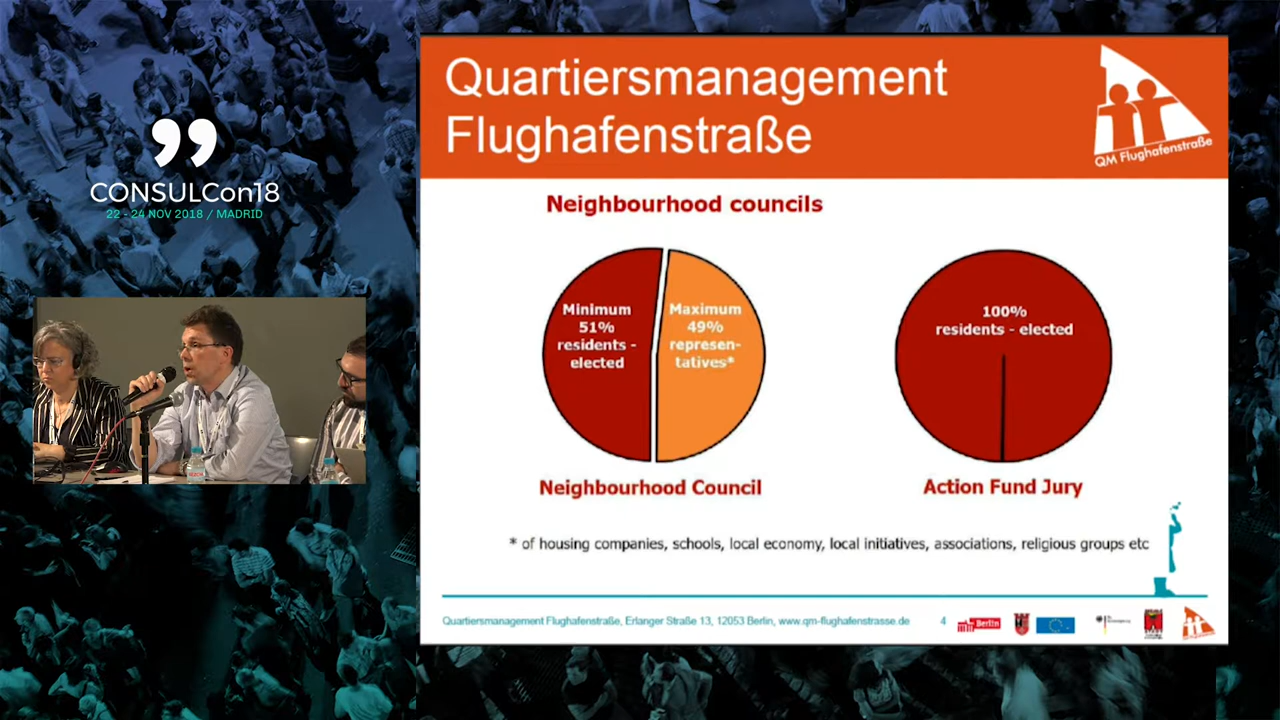 CONSULCon18
22 - 24 NOV 2018 / MADRID
Quartiersmanagement
Flughafenstraße
QM Flughafenstraße
Neighbourhood councils
Minimum
51%
residents -
elected
Maximum
49%
represen-
tatives*
100%
residents - elected
Neighbourhood Council
Action Fund Jury
* of housing companies, schools, local economy, local initiatives, associations, religious groups etc
Quartiersmanagement Flughafenstraße, Erlanger Straße 13, 12053 Berlin, www.qm-flughafenstrasse.de
4
Berlin